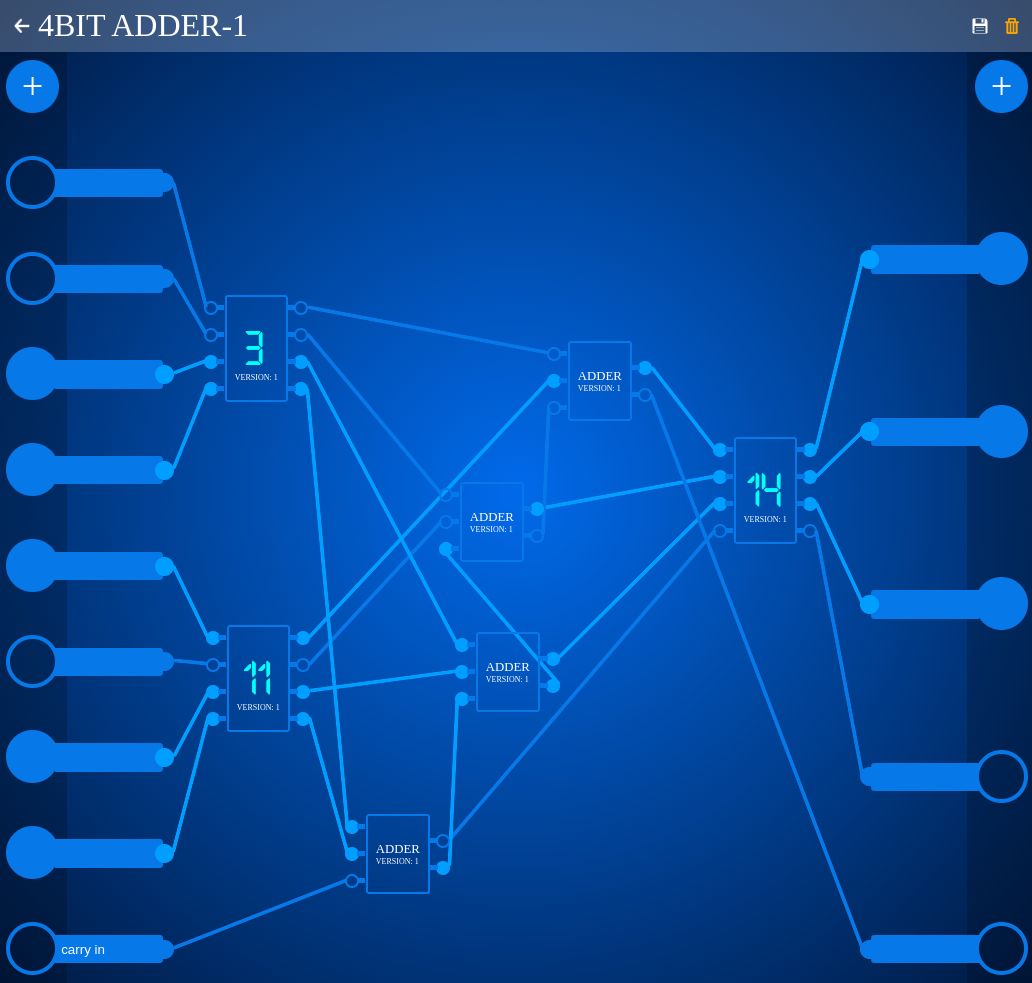 4BIT ADDER-1
3
VERSION: 1
ADDER
VERSION: 1
14
VERSION: 1
ADDER
VERSION: 1
11
VERSION: 1
ADDER
VERSION: 1
ADDER
VERSION: 1
carry in